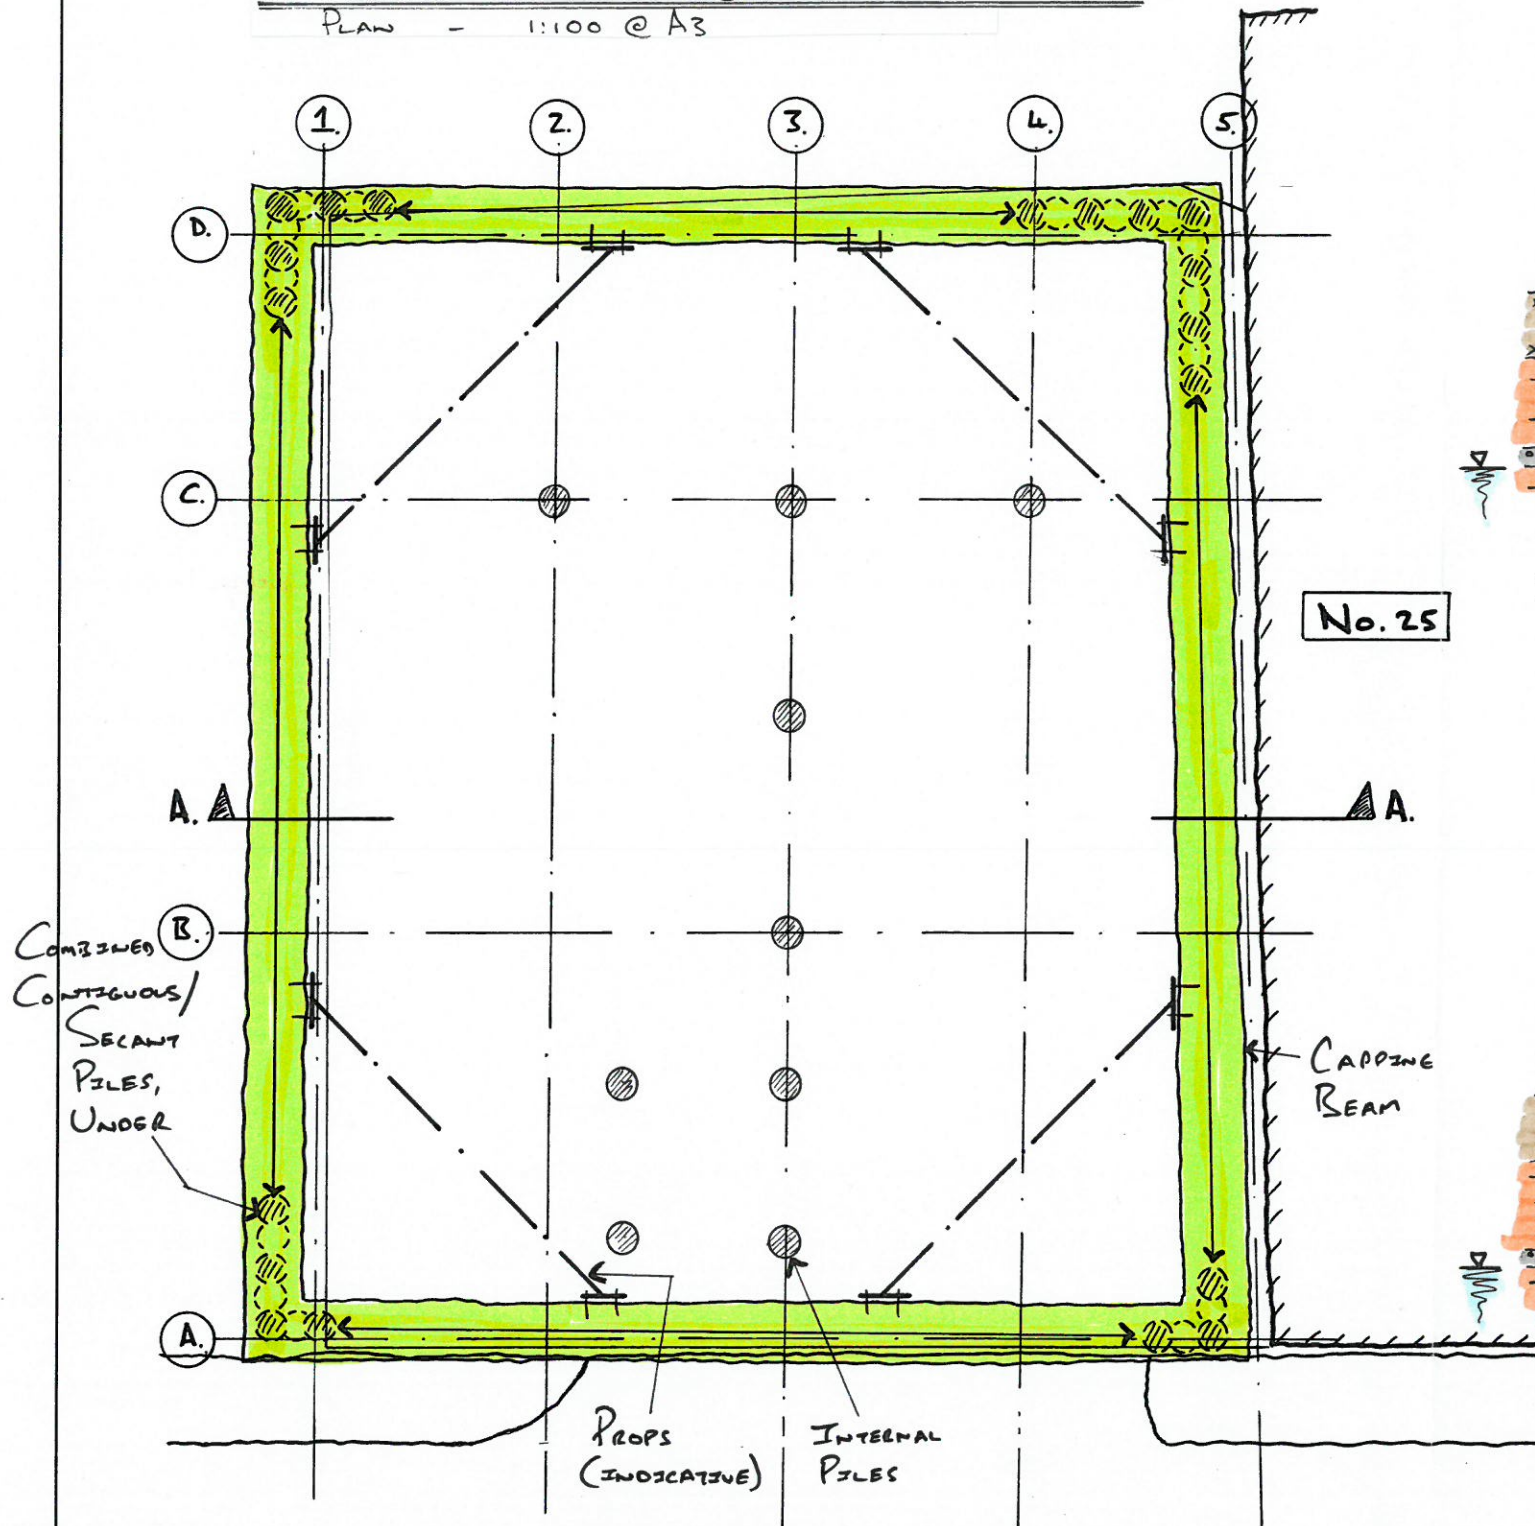 PLAN - 1:100 @ A3
1. 2. 3. 4. 5.
D.
C.
No. 25
A. A.
B.
COMBINED
CONTIGUOUS/
SECANT
PILES,
UNDER
CAPPING
BEAM
A.
PROPS
(INDICATIVE)
INTERNAL
PILES